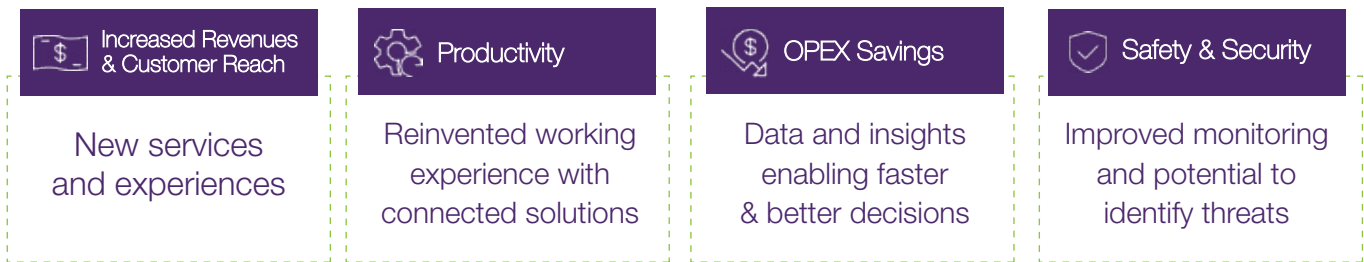 $
Increased Revenues
& Customer Reach
New services
and experiences
Productivity
Reinvented working
experience with
connected solutions
$
OPEX Savings
Data and insights
enabling faster
& better decisions
Safety & Security
Improved monitoring
and potential to
identify threats